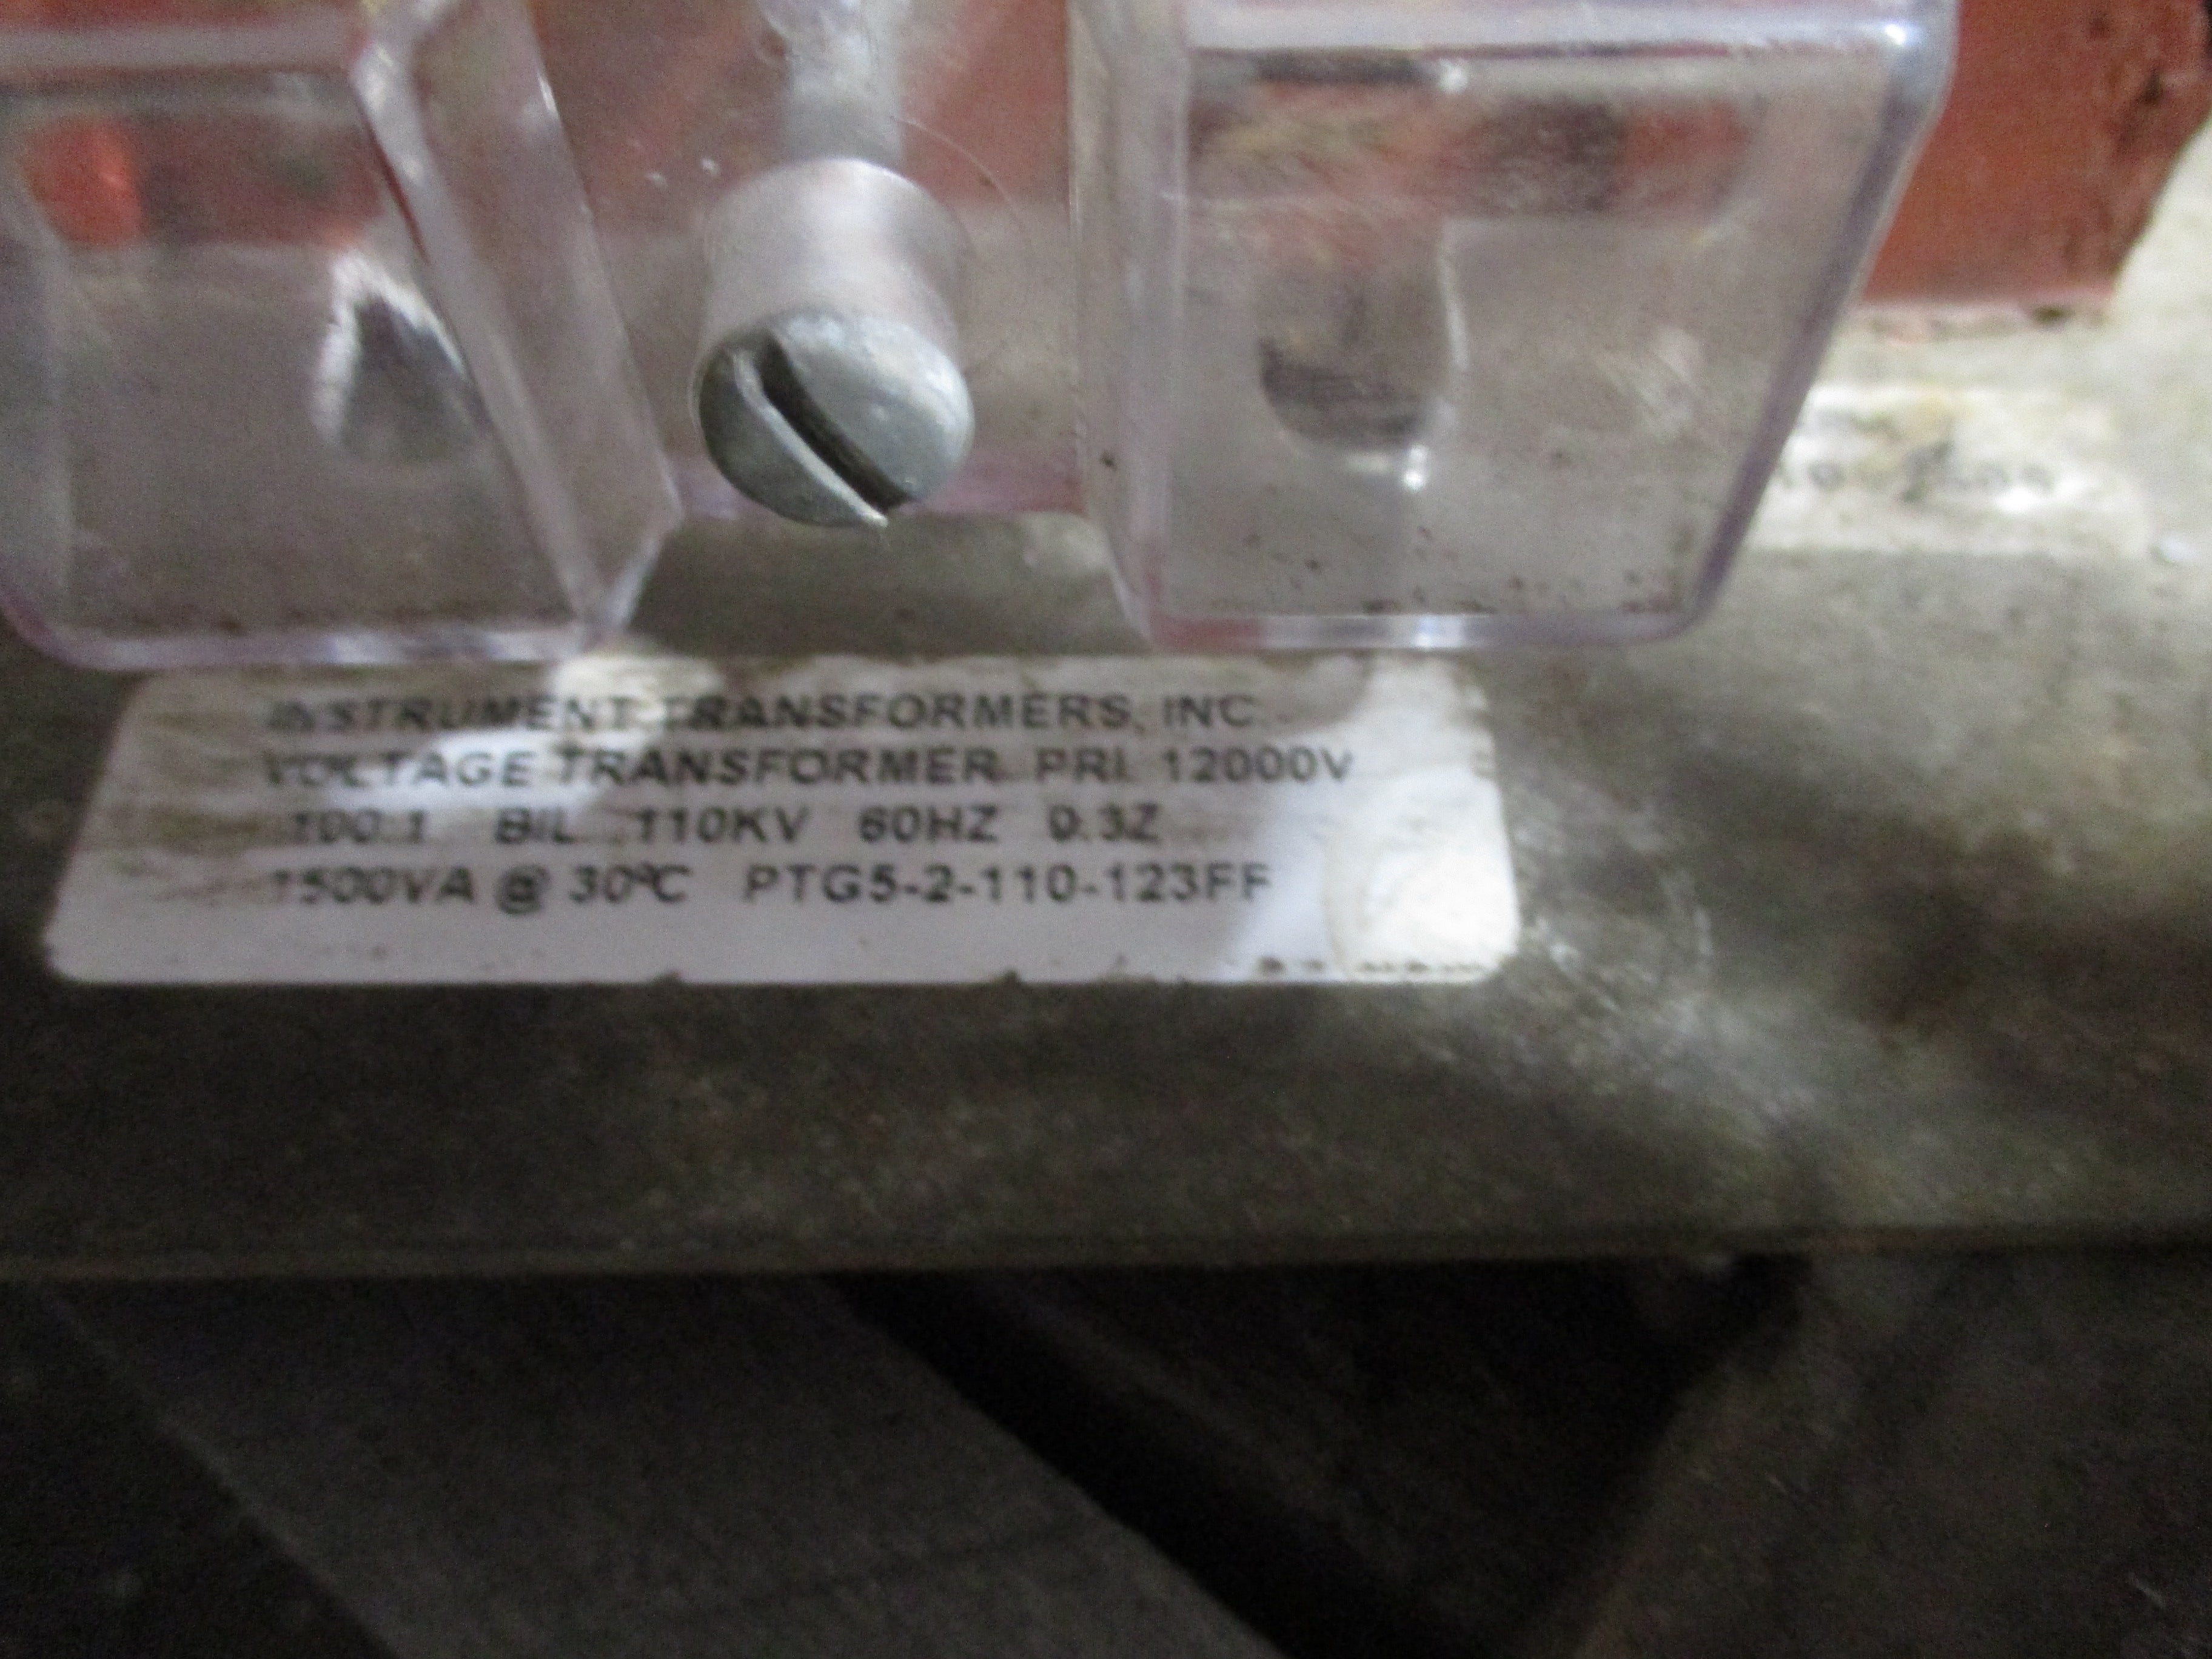 INSTRUMENT TRANSFORMERS, INC.
VOLTAGE TRANSFORMER PRI. 12000V
100:1 BIL 110KV 60HZ 0.3Z
1500VA @ 30ºC PTG5-2-110-123FF